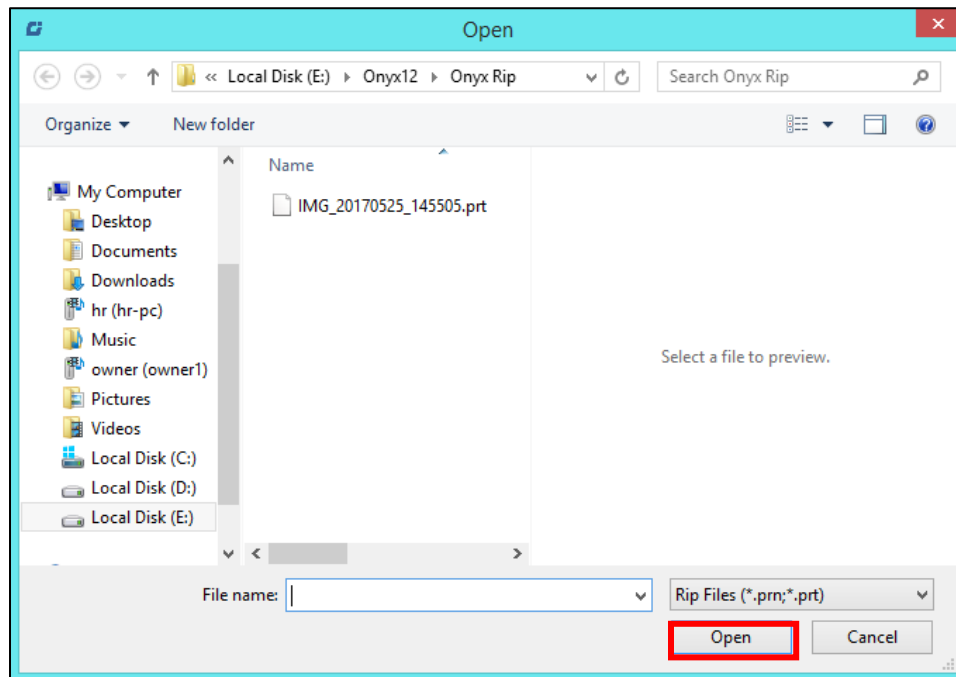 Open
« Local Disk (E:) Onyx12 Onyx Rip
Search Onyx Rip
Organize
New folder
Name
IMG_20170525_145505.prt
My Computer
Desktop
Documents
Downloads
hr (hr-pc)
Music
owner (owner1)
Pictures
Videos
Local Disk (C:)
Local Disk (D:)
Local Disk (E:)
Select a file to preview.
File name:
Rip Files (*.prn;*.prt)
Open
Cancel